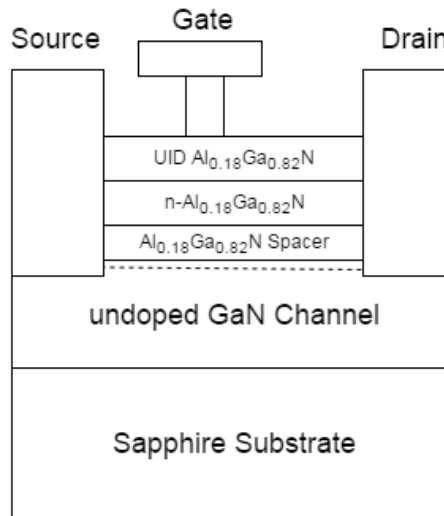 Gate
Source
Drain
UID Al₀.₁₈Ga₀.₈₂N
n-Al₀.₁₈Ga₀.₈₂N
Al₀.₁₈Ga₀.₈₂N Spacer
undoped GaN Channel
Sapphire Substrate